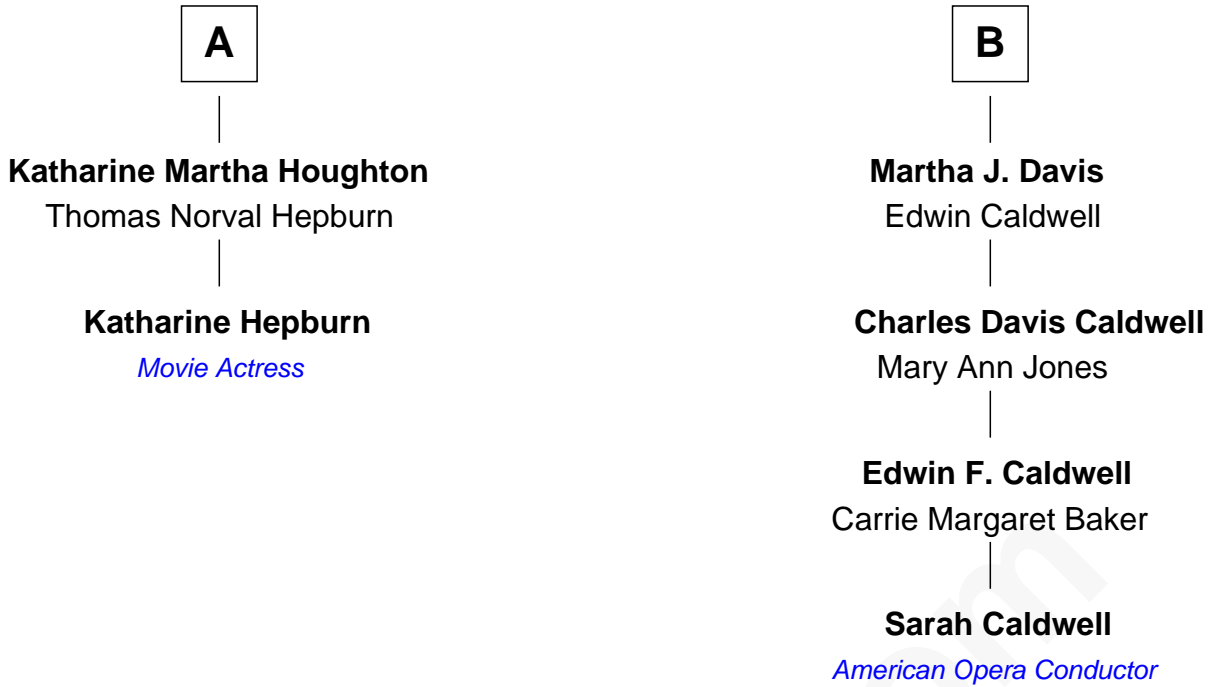 A
Katharine Martha Houghton
Thomas Norval Hepburn
Katharine Hepburn
Movie Actress
B
Martha J. Davis
Edwin Caldwell
Charles Davis Caldwell
Mary Ann Jones
Edwin F. Caldwell
Carrie Margaret Baker
Sarah Caldwell
American Opera Conductor